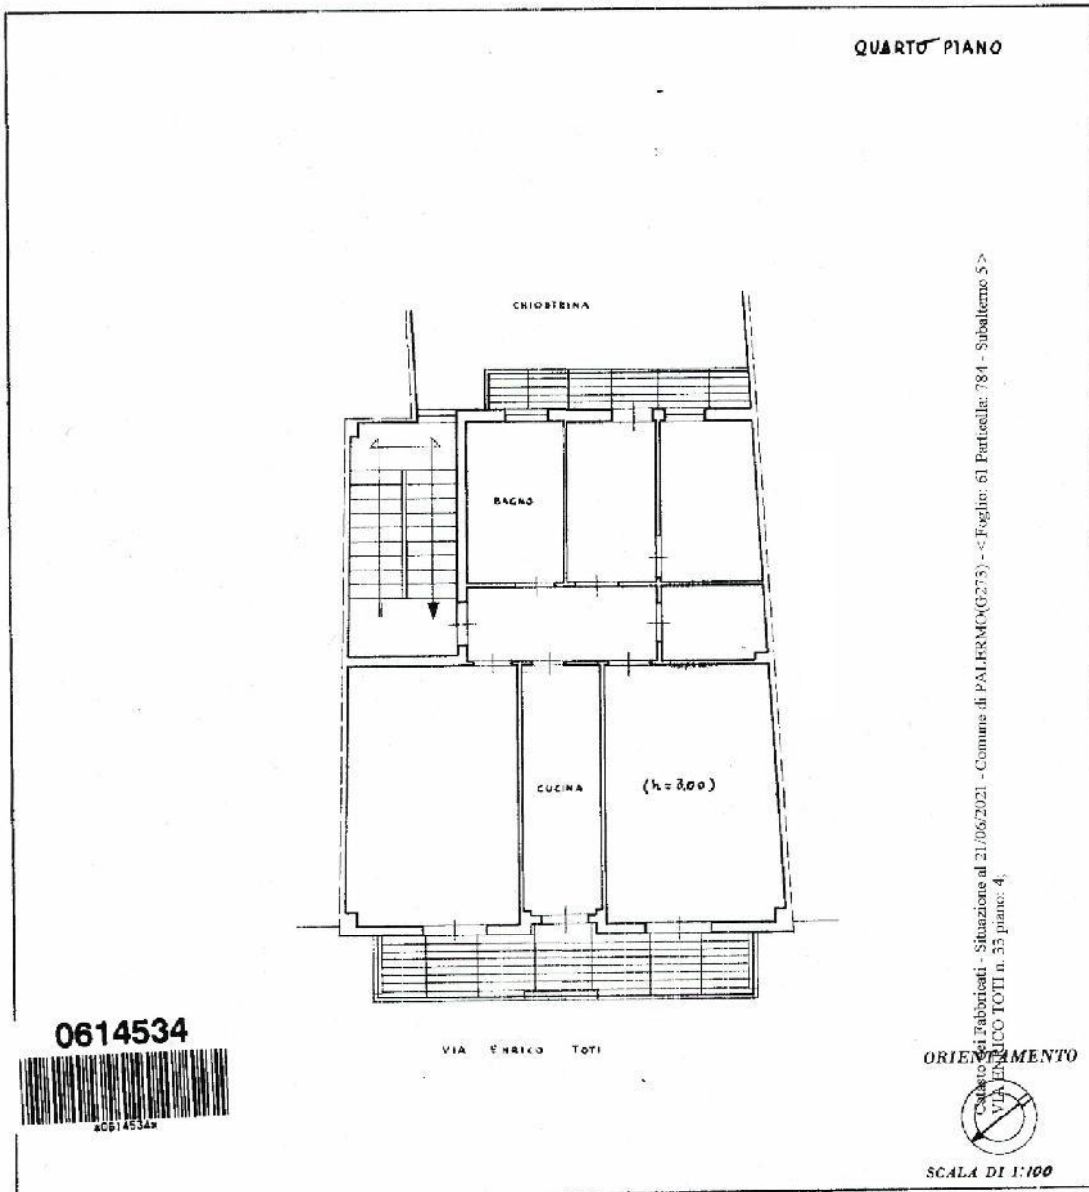 QUARTO PIANO
CHIOSTRINA
BAGNO
CUCINA
(h=3,00)
VIA ENRICO TOTI
0614534
*0614534*
Catasto dei Fabbricati - Situazione al 21/06/2021 - Comune di PALERMO(G273) - < Foglio: 61 Particella: 784 - Subalterno 5 >
VIA ENRICO TOTI n. 33 piano: 4;
ORIENTAMENTO
SCALA DI 1:100